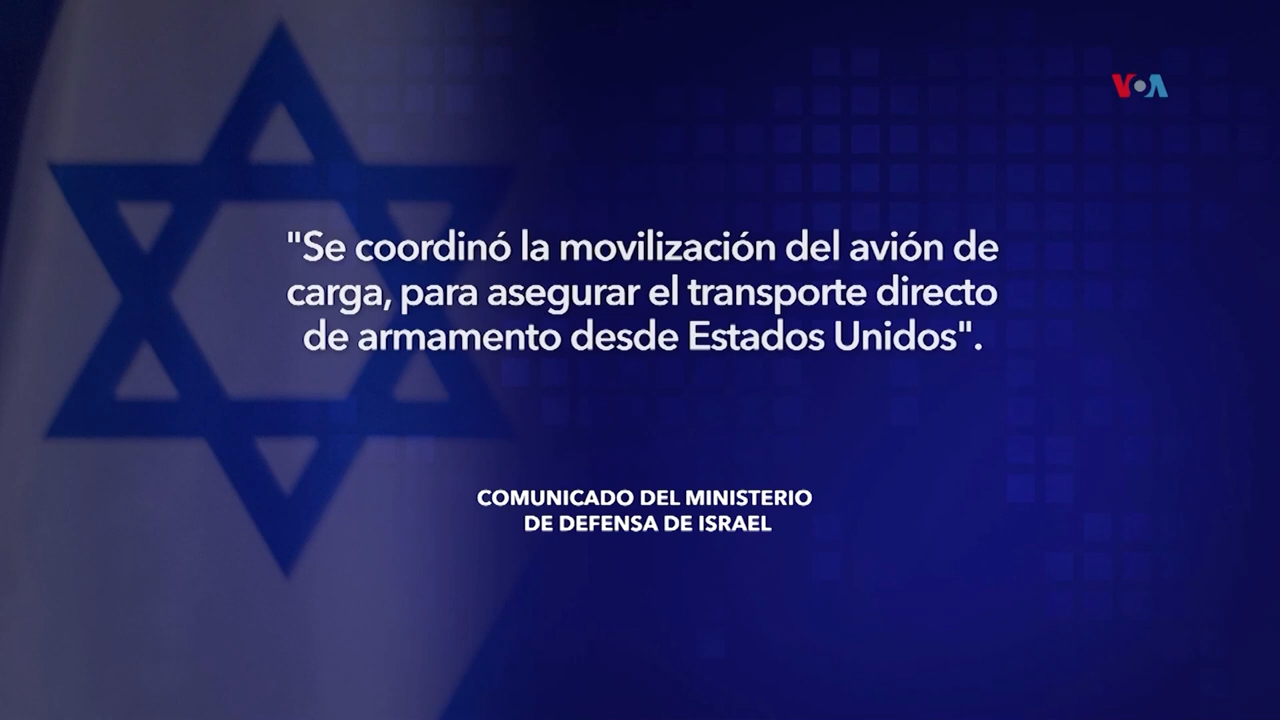 VOA
"Se coordinó la movilización del avión de
carga, para asegurar el transporte directo
de armamento desde Estados Unidos".
COMUNICADO DEL MINISTERIO
DE DEFENSA DE ISRAEL